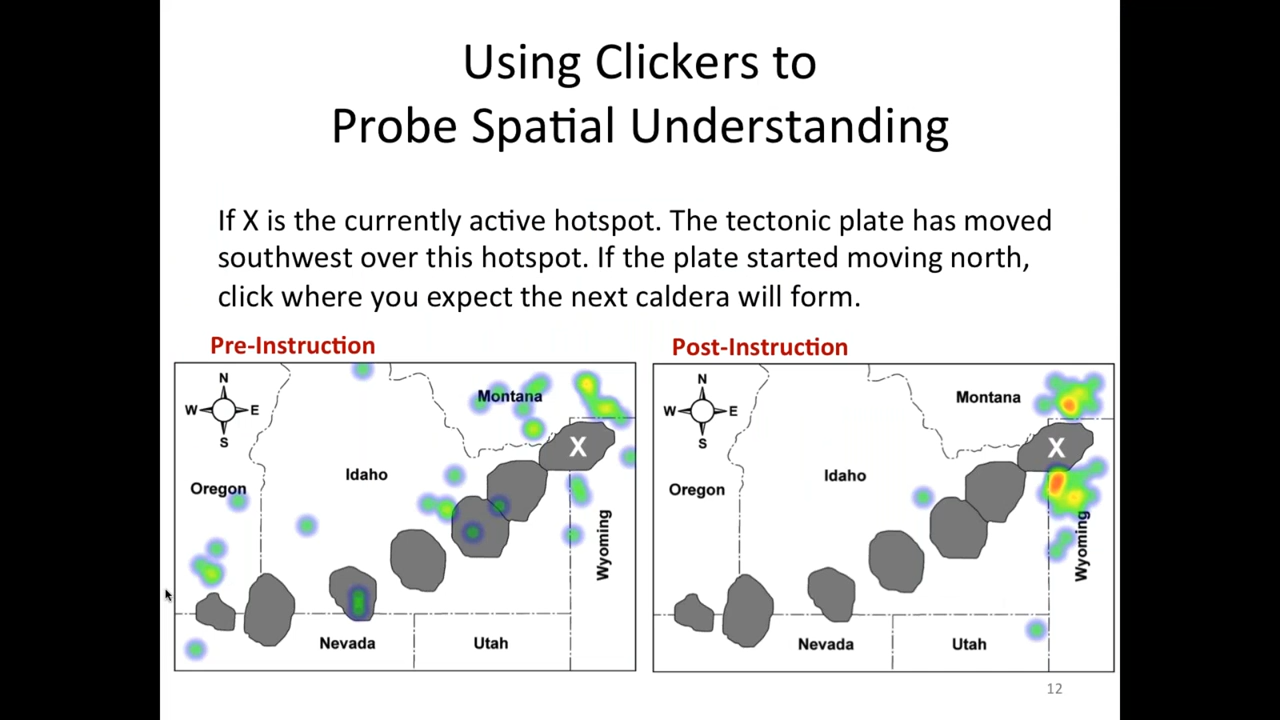 Using Clickers to
Probe Spatial Understanding
If X is the currently active hotspot. The tectonic plate has moved
southwest over this hotspot. If the plate started moving north,
click where you expect the next caldera will form.
Pre-Instruction
N
W E
S
Montana
X
Idaho
Oregon
Wyoming
Nevada
Utah
Post-Instruction
N
W E
S
Montana
X
Idaho
Oregon
Wyoming
Nevada
Utah
12